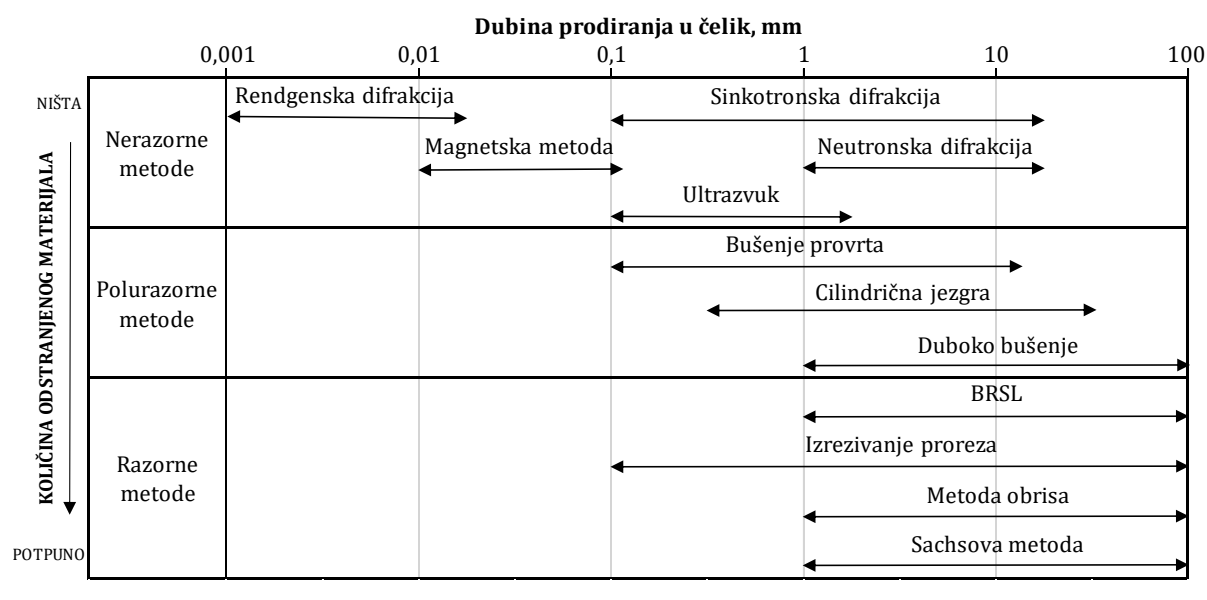 Dubina prodiranja u čelik, mm
0,001 0,01 0,1 1 10 100
NIŠTA
KOLIČINA ODSTRANJENOG MATERIJALA
POTPUNO
Nerazorne
metode
Rendgenska difrakcija
Sinkotronska difrakcija
Magnetska metoda
Neutronska difrakcija
Ultrazvuk
Polurazorne
metode
Bušenje provrta
Cilindrična jezgra
Duboko bušenje
Razorne
metode
BRSL
Izrezivanje proreza
Metoda obrisa
Sachsova metoda